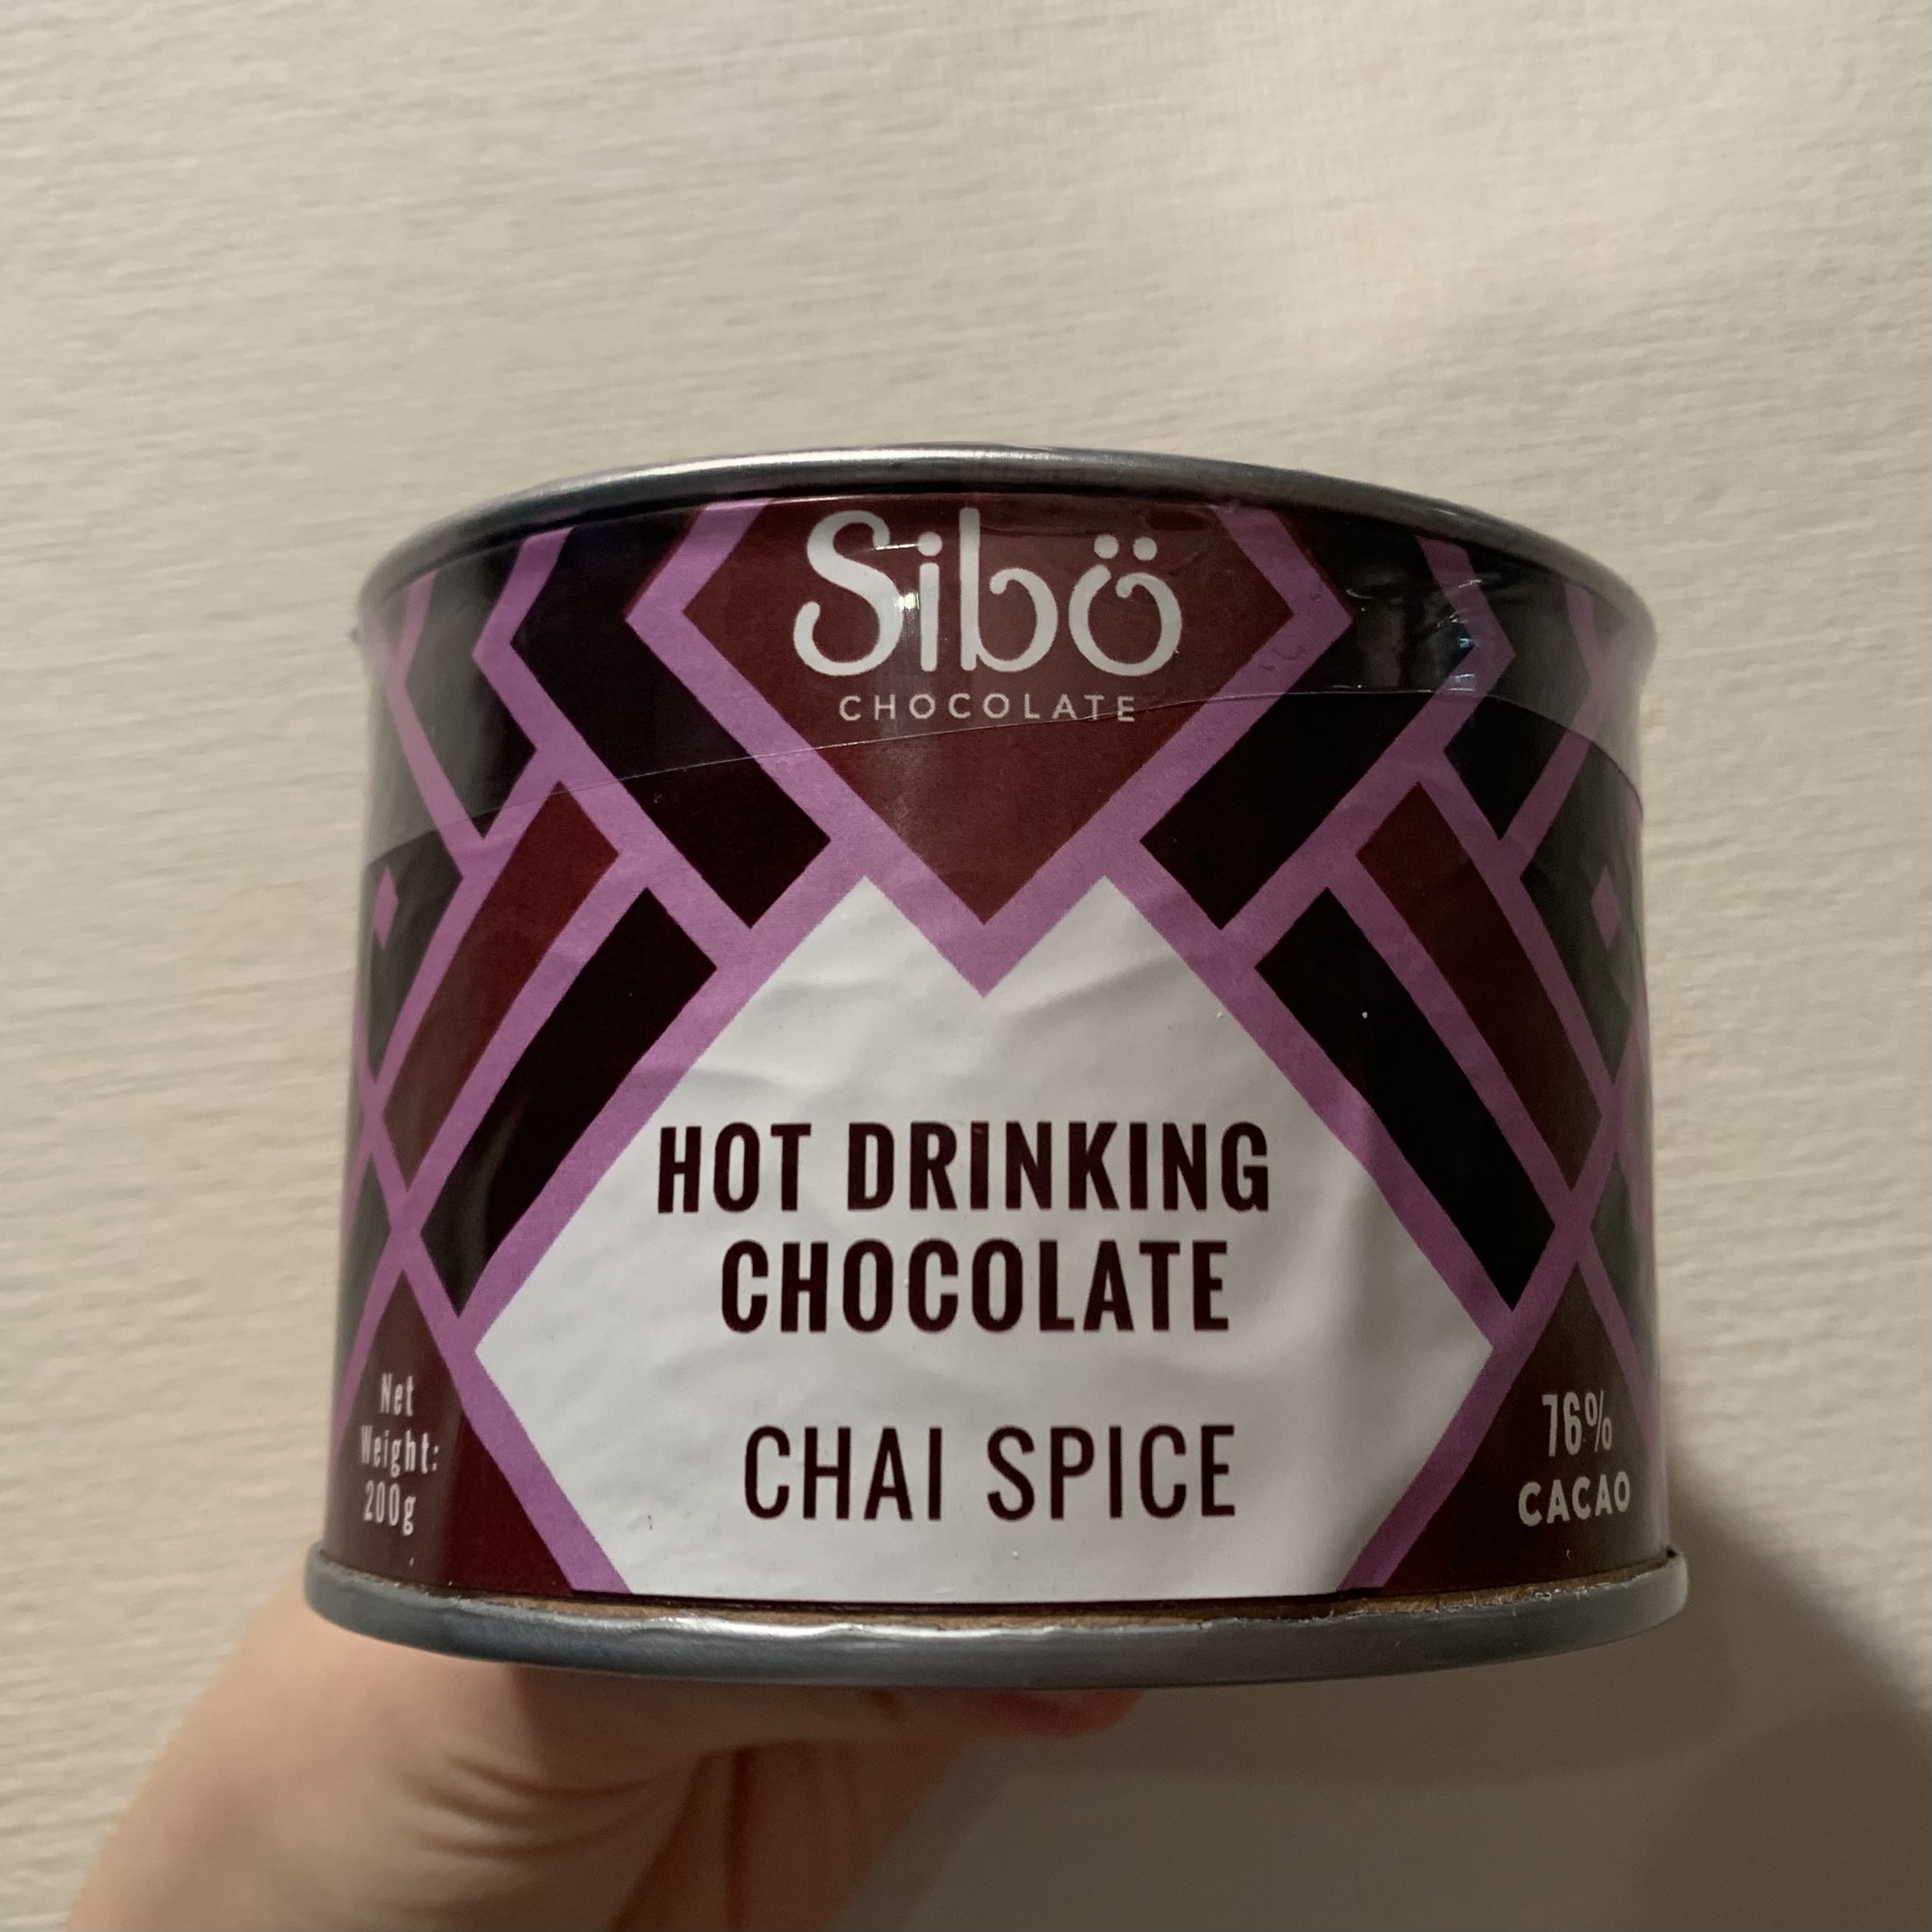 Sibö
CHOCOLATE
HOT DRINKING
CHOCOLATE
CHAI SPICE
Net
Weight:
200g
76%
CACAO